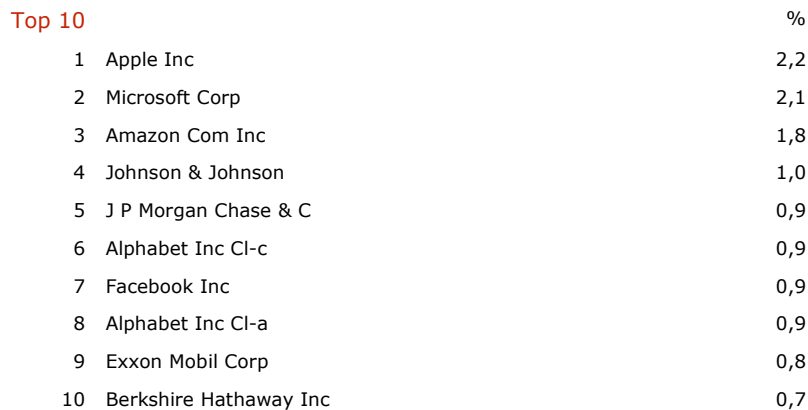 Top 10 %
1 Apple Inc 2,2
2 Microsoft Corp 2,1
3 Amazon Com Inc 1,8
4 Johnson & Johnson 1,0
5 J P Morgan Chase & C 0,9
6 Alphabet Inc Cl-c 0,9
7 Facebook Inc 0,9
8 Alphabet Inc Cl-a 0,9
9 Exxon Mobil Corp 0,8
10 Berkshire Hathaway Inc 0,7